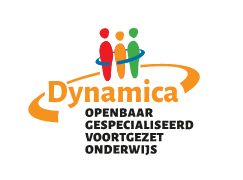 Dynamica
OPENBAAR
GESPECIALISEERD
VOORTGEZET
ONDERWIJS